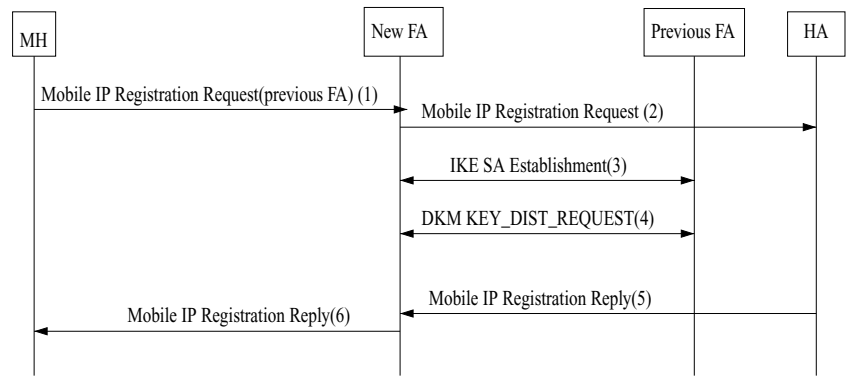 MH
New FA
Previous FA
HA
Mobile IP Registration Request(previous FA) (1)
Mobile IP Registration Request (2)
IKE SA Establishment(3)
DKM KEY_DIST_REQUEST(4)
Mobile IP Registration Reply(5)
Mobile IP Registration Reply(6)